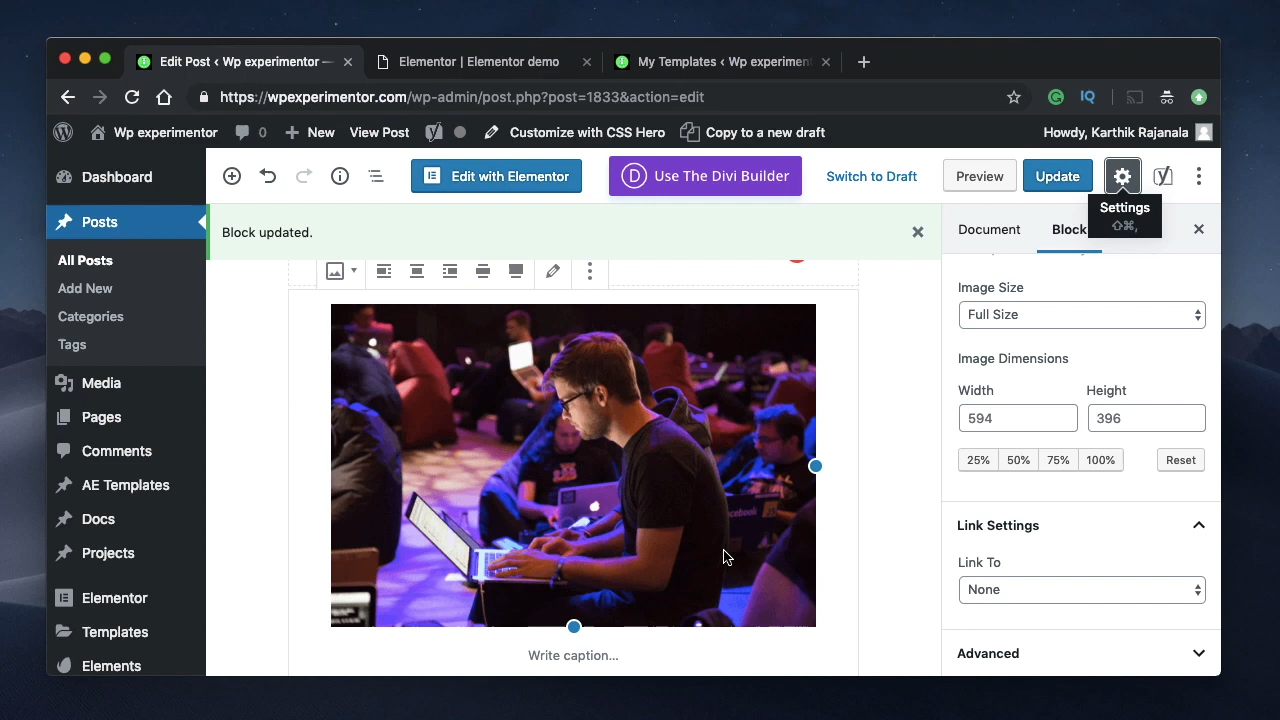 Edit Post ‹ Wp experimentor —
Elementor | Elementor demo
My Templates ‹ Wp experimen
https://wpexperimentor.com/wp-admin/post.php?post=1833&action=edit
IQ
Wp experimentor
0
New
View Post
Customize with CSS Hero
Copy to a new draft
Howdy, Karthik Rajanala
Dashboard
Posts
All Posts
Add New
Categories
Tags
Media
Pages
Comments
AE Templates
Docs
Projects
Elementor
Templates
Elements
Edit with Elementor
D Use The Divi Builder
Switch to Draft
Preview
Update
Settings
⇧⌘,
Block updated.
Write caption...
Document
Block
Image Size
Full Size
Image Dimensions
Width
Height
594
396
25%
50%
75%
100%
Reset
Link Settings
Link To
None
Advanced